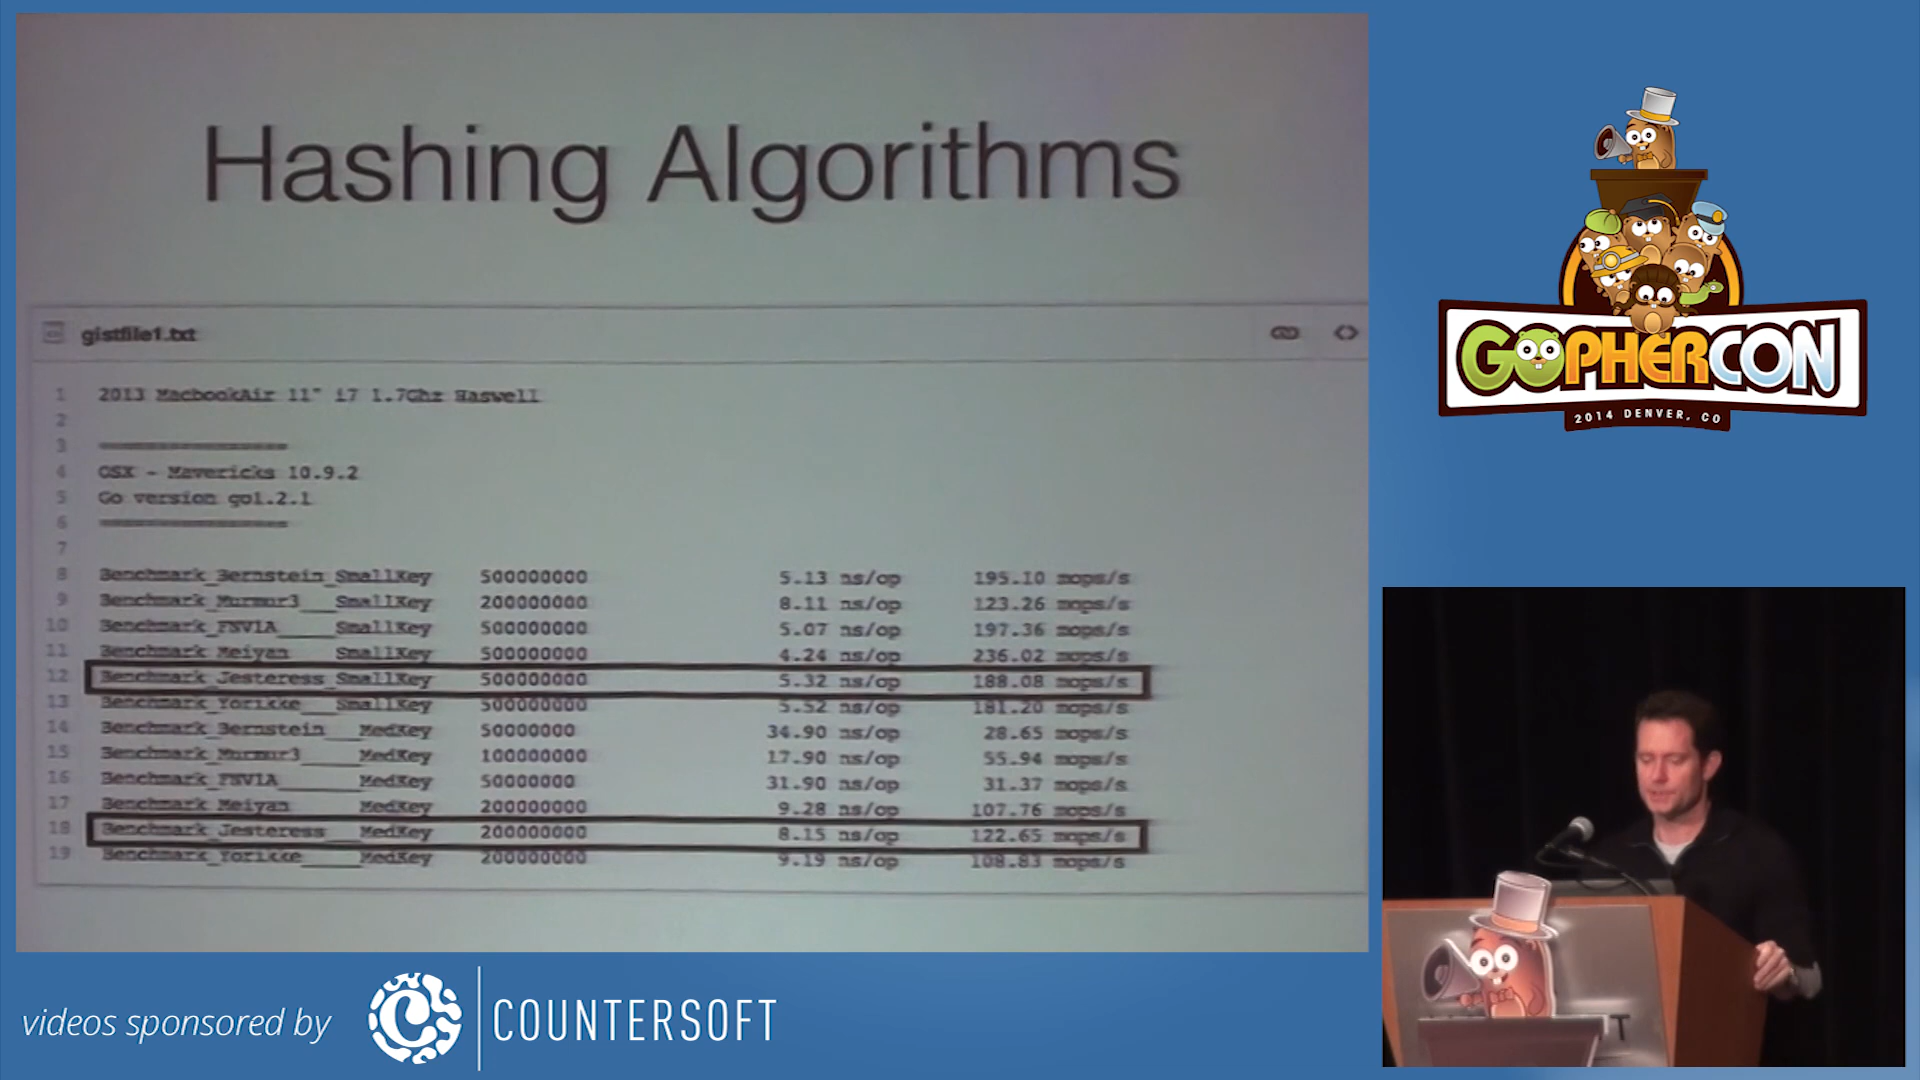 Hashing Algorithms
gistfile1.txt
1 2013 MacbookAir 11" i7 1.7Ghz Haswell
2
3 ================
4 OSX - Mavericks 10.9.2
5 Go version go1.2.1
6 ================
7
8 Benchmark_Bernstein_SmallKey 500000000 5.13 ns/op 195.10 mops/s
9 Benchmark_Murmur3___SmallKey 200000000 8.11 ns/op 123.26 mops/s
10 Benchmark_FNV1A_____SmallKey 500000000 5.07 ns/op 197.36 mops/s
11 Benchmark_Meiyan____SmallKey 500000000 4.24 ns/op 236.02 mops/s
12 Benchmark_Jesteress_SmallKey 500000000 5.32 ns/op 188.08 mops/s
13 Benchmark_Yorikke___SmallKey 500000000 5.52 ns/op 181.20 mops/s
14 Benchmark_Bernstein___MedKey 50000000 34.90 ns/op 28.65 mops/s
15 Benchmark_Murmur3_____MedKey 100000000 17.90 ns/op 55.94 mops/s
16 Benchmark_FNV1A_______MedKey 50000000 31.90 ns/op 31.37 mops/s
17 Benchmark_Meiyan______MedKey 200000000 9.28 ns/op 107.76 mops/s
18 Benchmark_Jesteress___MedKey 200000000 8.15 ns/op 122.65 mops/s
19 Benchmark_Yorikke_____MedKey 200000000 9.19 ns/op 108.83 mops/s
GOPHERCON
2014 DENVER, CO
videos sponsored by
COUNTERSOFT